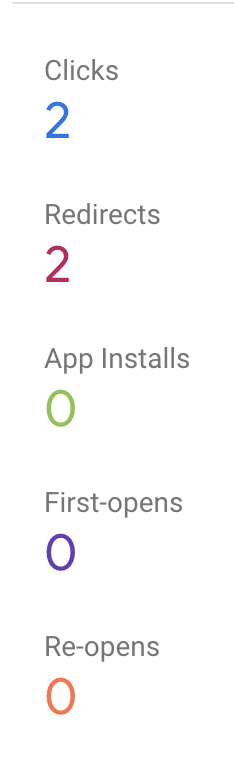 Clicks
2
Redirects
2
App Installs
0
First-opens
0
Re-opens
0